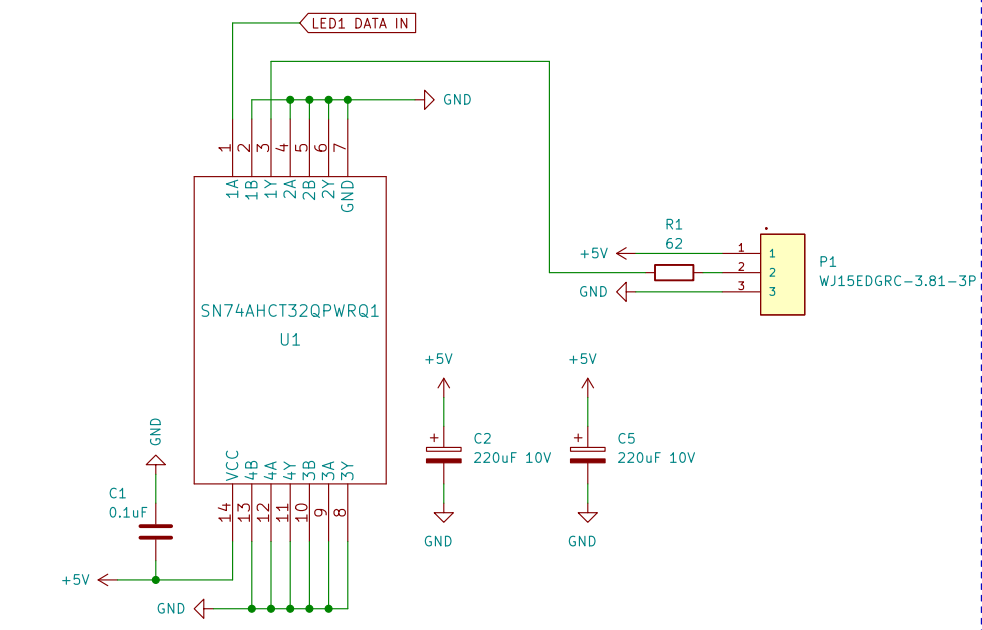 LED1 DATA IN
GND
1 2 3 4 5 6 7
1A 1B 1Y 2A 2B 2Y GND
R1
62
+5V
1 1
2 2
GND
3 3
P1
WJ15EDGRC-3.81-3P
SN74AHCT32QPWRQ1
U1
+5V
+5V
+ C2
220uF 10V
+ C5
220uF 10V
GND
GND
GND
VCC 4B 4A 4Y 3B 3A 3Y
14 13 12 11 10 9 8
C1
0.1uF
+5V
GND